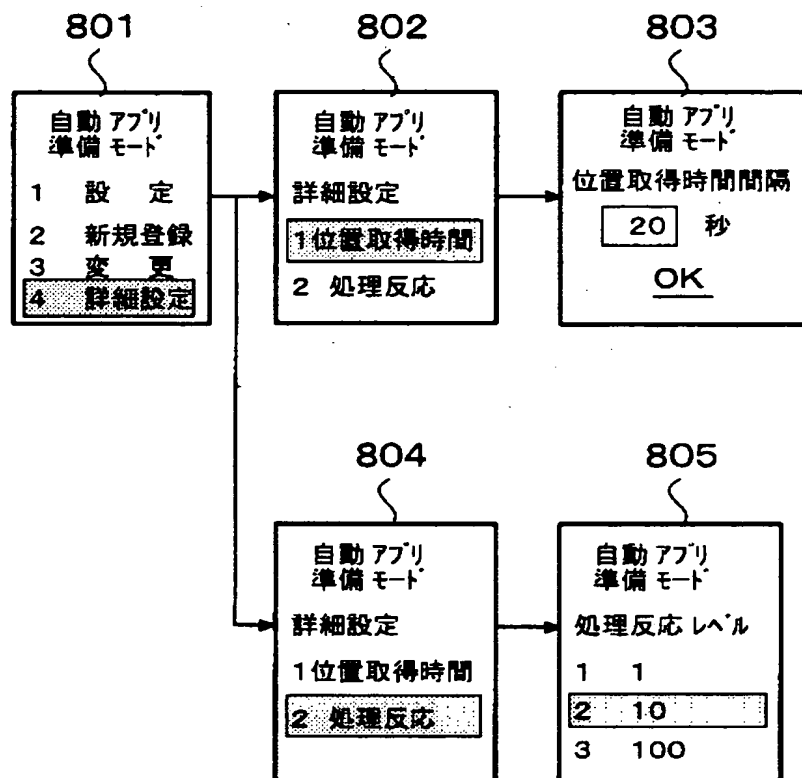 801
自動 アプリ
準備 モード
1 設 定
2 新規登録
3 変 更
4 詳細設定
802
自動 アプリ
準備 モード
詳細設定
1位置取得時間
2 処理反応
803
自動 アプリ
準備 モード
位置取得時間間隔
20 秒
OK
804
自動 アプリ
準備 モード
詳細設定
1位置取得時間
2 処理反応
805
自動 アプリ
準備 モード
処理反応 レベル
1 1
2 10
3 100